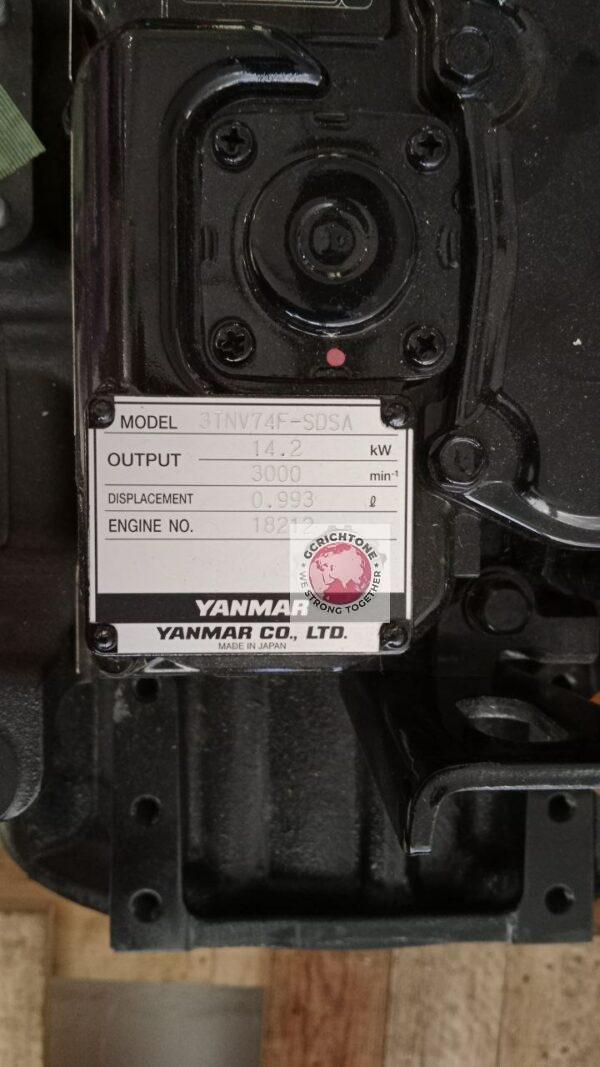 MODEL 3TNV74F-SDSA
OUTPUT 14.2 kW
3000 min-1
DISPLACEMENT 0.993 ℓ
ENGINE NO. 18212
GCRICHTONE
WE STRONG TOGETHER
YANMAR
YANMAR CO., LTD.
MADE IN JAPAN